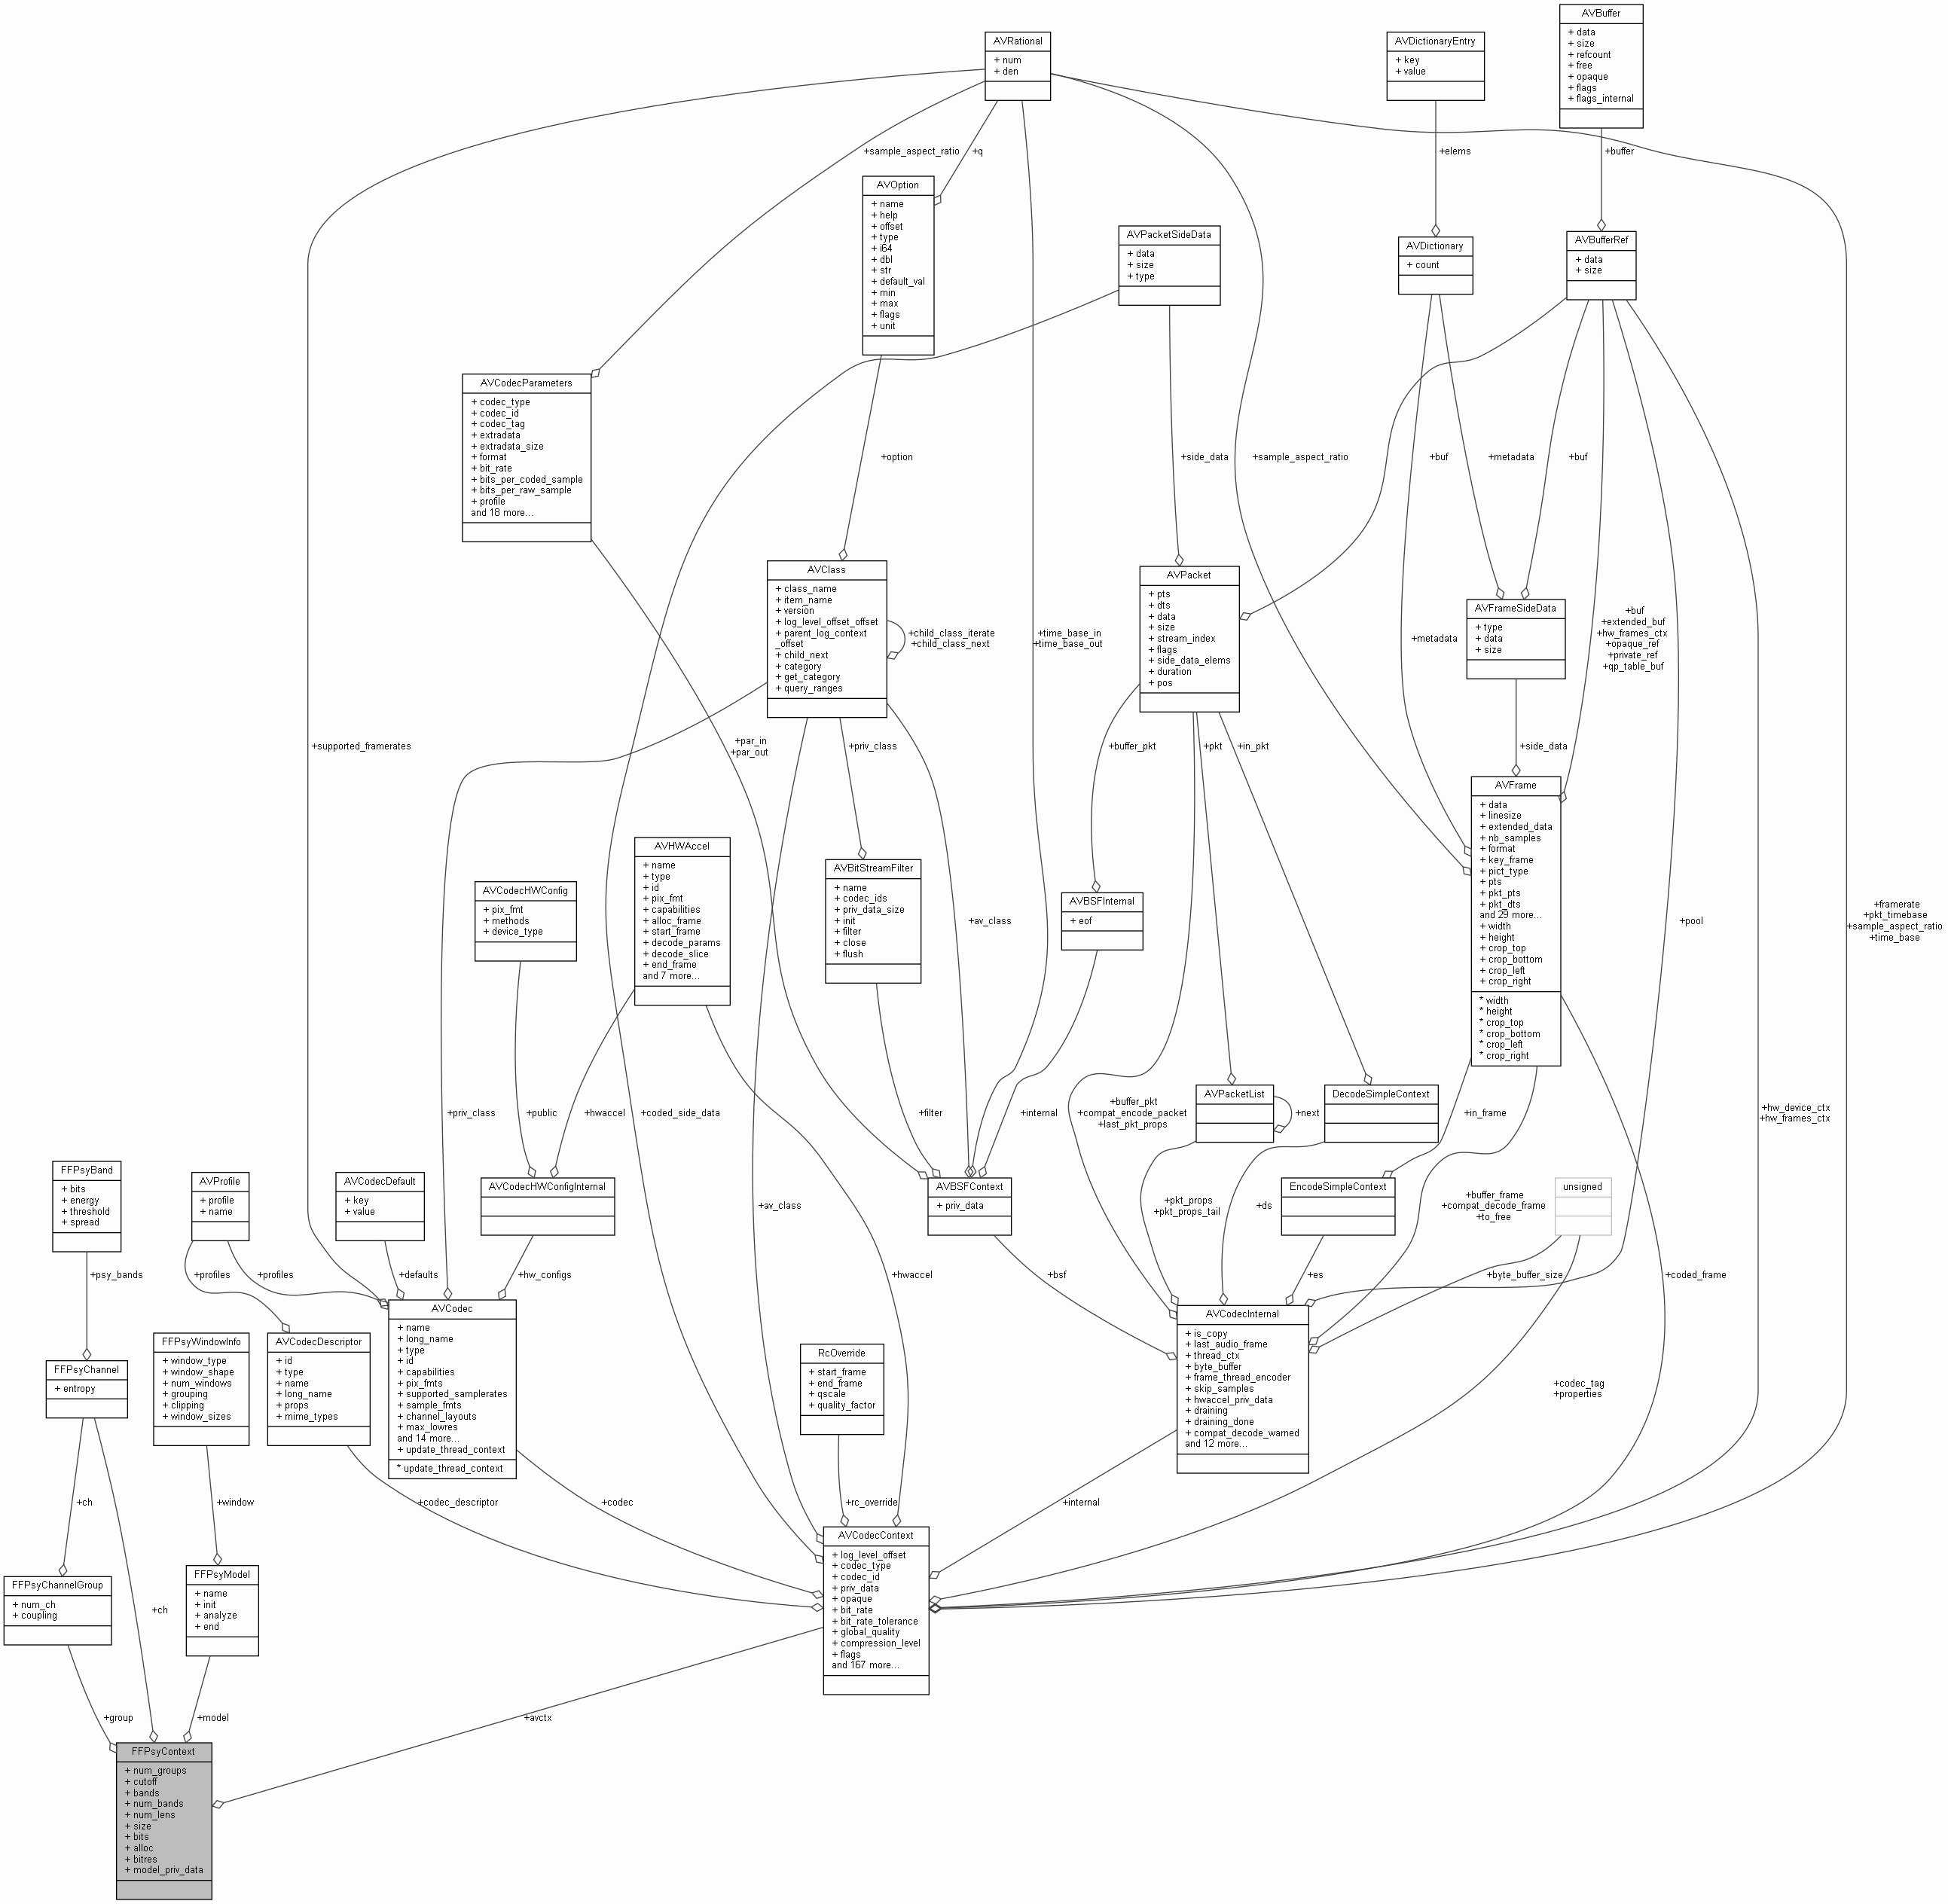 AVBuffer
+ data
+ size
+ refcount
+ free
+ opaque
+ flags
+ flags_internal
AVRational
+ num
+ den
AVDictionaryEntry
+ key
+ value
+sample_aspect_ratio
+q
+elems
+buffer
AVOption
+ name
+ help
+ offset
+ type
+ i64
+ dbl
+ str
+ default_val
+ min
+ max
+ flags
+ unit
AVPacketSideData
+ data
+ size
+ type
AVDictionary
+ count
AVBufferRef
+ data
+ size
AVCodecParameters
+ codec_type
+ codec_id
+ codec_tag
+ extradata
+ extradata_size
+ format
+ bit_rate
+ bits_per_coded_sample
+ bits_per_raw_sample
+ profile
and 18 more...
+option
+side_data
+sample_aspect_ratio
+buf
+metadata
+buf
AVClass
+ class_name
+ item_name
+ version
+ log_level_offset_offset
+ parent_log_context
_offset
+ child_next
+ category
+ get_category
+ query_ranges
+child_class_iterate
+child_class_next
+time_base_in
+time_base_out
AVPacket
+ pts
+ dts
+ data
+ size
+ stream_index
+ flags
+ side_data_elems
+ duration
+ pos
+metadata
AVFrameSideData
+ type
+ data
+ size
+buf
+extended_buf
+hw_frames_ctx
+opaque_ref
+private_ref
+qp_table_buf
+supported_framerates
+par_in
+par_out
+priv_class
+buffer_pkt
+pkt
+in_pkt
+side_data
AVHWAccel
+ name
+ type
+ id
+ pix_fmt
+ capabilities
+ alloc_frame
+ start_frame
+ decode_params
+ decode_slice
+ end_frame
and 7 more...
AVCodecHWConfig
+ pix_fmt
+ methods
+ device_type
AVBitStreamFilter
+ name
+ codec_ids
+ priv_data_size
+ init
+ filter
+ close
+ flush
+av_class
AVBSFInternal
+ eof
AVFrame
+ data
+ linesize
+ extended_data
+ nb_samples
+ format
+ key_frame
+ pict_type
+ pts
+ pkt_pts
+ pkt_dts
and 29 more...
+ width
+ height
+ crop_top
+ crop_bottom
+ crop_left
+ crop_right
* width
* height
* crop_top
* crop_bottom
* crop_left
* crop_right
+pool
+framerate
+pkt_timebase
+sample_aspect_ratio
+time_base
+priv_class
+public
+hwaccel
+coded_side_data
+filter
+internal
+buffer_pkt
+compat_encode_packet
+last_pkt_props
AVPacketList
+next
DecodeSimpleContext
+in_frame
+hw_device_ctx
+hw_frames_ctx
FFPsyBand
+ bits
+ energy
+ threshold
+ spread
AVProfile
+ profile
+ name
AVCodecDefault
+ key
+ value
AVCodecHWConfigInternal
+av_class
AVBSFContext
+ priv_data
+pkt_props
+pkt_props_tail
+ds
EncodeSimpleContext
+buffer_frame
+compat_decode_frame
+to_free
unsigned
+psy_bands
+profiles
+profiles
+defaults
+hw_configs
+hwaccel
+bsf
+es
+byte_buffer_size
+coded_frame
FFPsyChannel
+ entropy
FFPsyWindowInfo
+ window_type
+ window_shape
+ num_windows
+ grouping
+ clipping
+ window_sizes
AVCodecDescriptor
+ id
+ type
+ name
+ long_name
+ props
+ mime_types
AVCodec
+ name
+ long_name
+ type
+ id
+ capabilities
+ pix_fmts
+ supported_samplerates
+ sample_fmts
+ channel_layouts
+ max_lowres
and 14 more...
+ update_thread_context
* update_thread_context
RcOverride
+ start_frame
+ end_frame
+ qscale
+ quality_factor
AVCodecInternal
+ is_copy
+ last_audio_frame
+ thread_ctx
+ byte_buffer
+ frame_thread_encoder
+ skip_samples
+ hwaccel_priv_data
+ draining
+ draining_done
+ compat_decode_warned
and 12 more...
+codec_tag
+properties
+ch
+window
+codec_descriptor
+codec
+rc_override
+internal
FFPsyChannelGroup
+ num_ch
+ coupling
+ch
FFPsyModel
+ name
+ init
+ analyze
+ end
AVCodecContext
+ log_level_offset
+ codec_type
+ codec_id
+ priv_data
+ opaque
+ bit_rate
+ bit_rate_tolerance
+ global_quality
+ compression_level
+ flags
and 167 more...
+group
+model
+avctx
FFPsyContext
+ num_groups
+ cutoff
+ bands
+ num_bands
+ num_lens
+ size
+ bits
+ alloc
+ bitres
+ model_priv_data